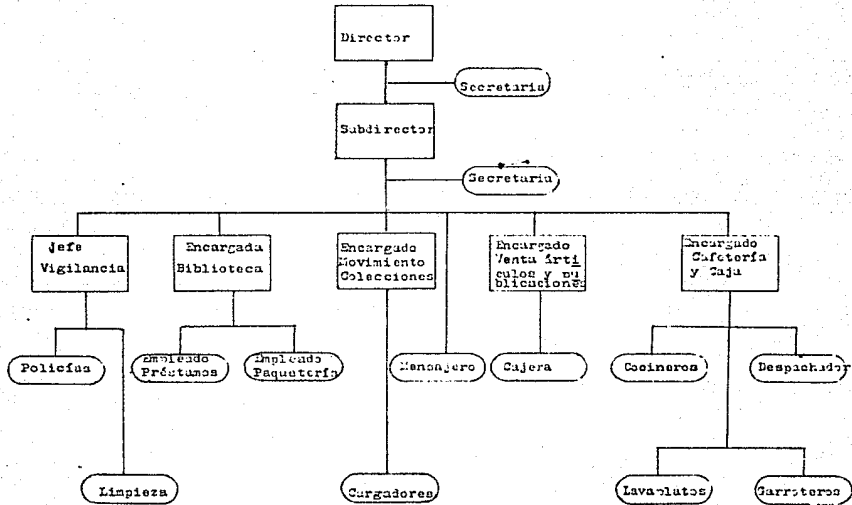 Director
Secretaria
Subdirector
Secretaria
Jefe
Vigilancia
Encargada
Biblioteca
Encargado
Movimiento
Colecciones
Encargado
Venta Arti
culos y pu
blicaciones
Encargado
Cafetería
y Caja
Policías
Empleado
Préstamos
Empleado
Paquetería
Mensajero
Cajera
Cocineros
Despachador
Limpieza
Cargadores
Lavaplatos
Garroteros